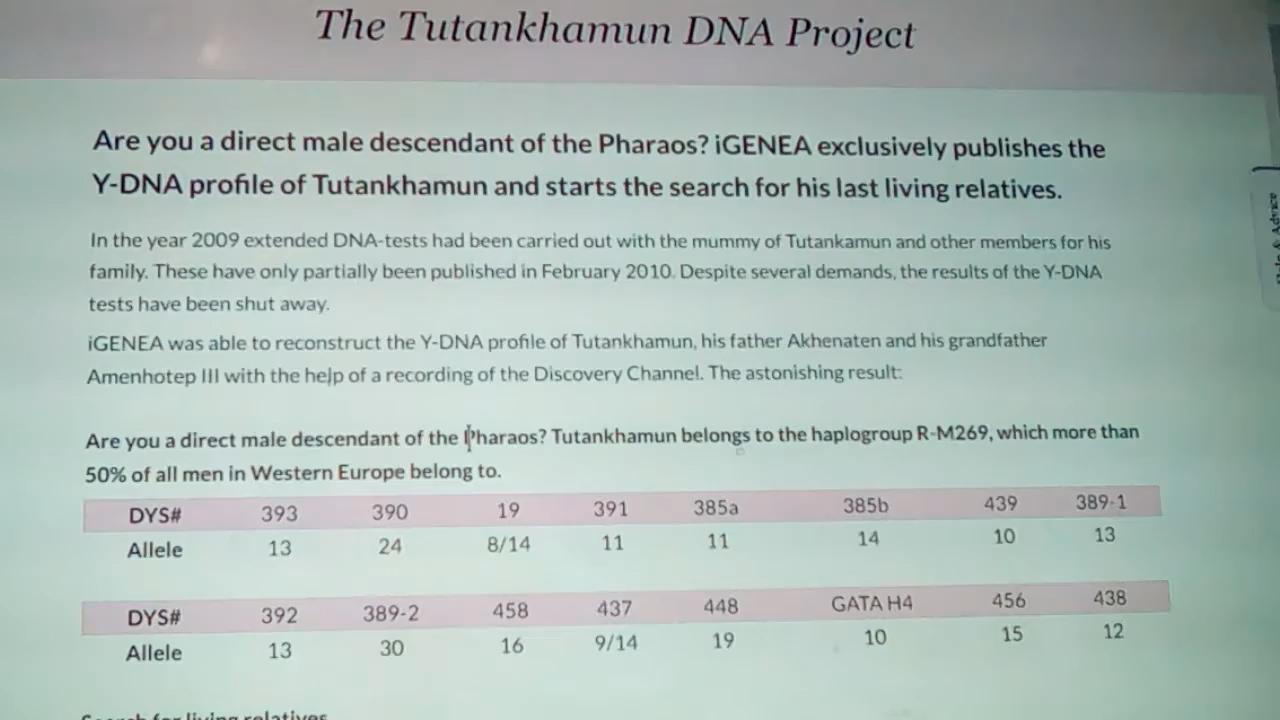 The Tutankhamun DNA Project
Are you a direct male descendant of the Pharaos? iGENEA exclusively publishes the
Y-DNA profile of Tutankhamun and starts the search for his last living relatives.
In the year 2009 extended DNA-tests had been carried out with the mummy of Tutankamun and other members for his
family. These have only partially been published in February 2010. Despite several demands, the results of the Y-DNA
tests have been shut away.
iGENEA was able to reconstruct the Y-DNA profile of Tutankhamun, his father Akhenaten and his grandfather
Amenhotep III with the help of a recording of the Discovery Channel. The astonishing result:
Are you a direct male descendant of the Pharaos? Tutankhamun belongs to the haplogroup R-M269, which more than
50% of all men in Western Europe belong to.
DYS# 393 390 19 391 385a 385b 439 389-1
Allele 13 24 8/14 11 11 14 10 13
DYS# 392 389-2 458 437 448 GATA H4 456 438
Allele 13 30 16 9/14 19 10 15 12
Search for living relatives